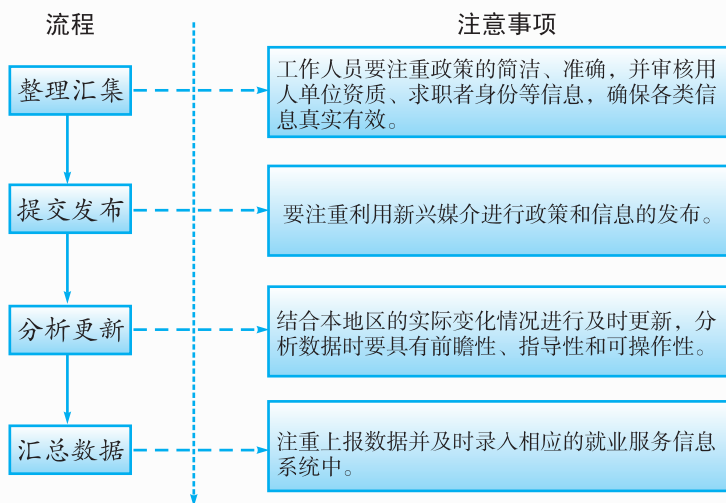 流程
注意事项
整理汇集
工作人员要注重政策的简洁、准确，并审核用
人单位资质、求职者身份等信息，确保各类信
息真实有效。
提交发布
要注重利用新兴媒介进行政策和信息的发布。
分析更新
结合本地区的实际变化情况进行及时更新，分
析数据时要具有前瞻性、指导性和可操作性。
汇总数据
注重上报数据并及时录入相应的就业服务信息
系统中。